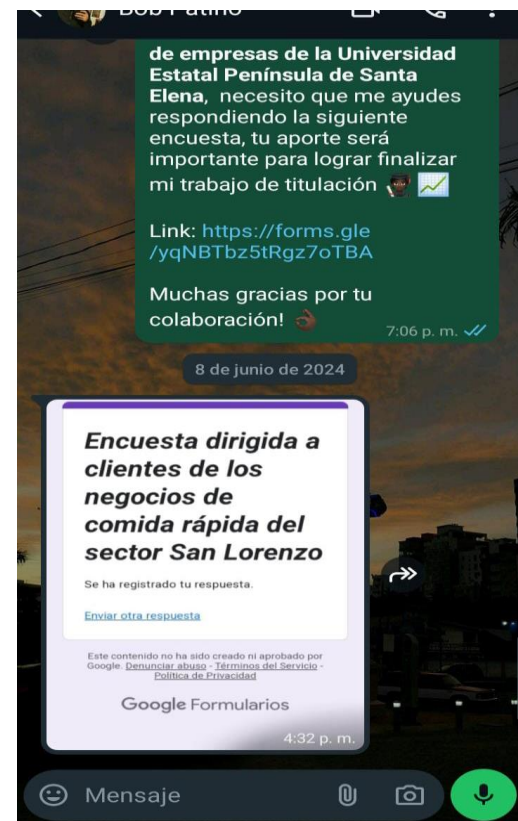 Bob Patiño
de empresas de la Universidad
Estatal Península de Santa
Elena, necesito que me ayudes
respondiendo la siguiente
encuesta, tu aporte será
importante para lograr finalizar
mi trabajo de titulación
Link: https://forms.gle
/yqNBTbz5tRgz7oTBA
Muchas gracias por tu
colaboración!
7:06 p. m.
8 de junio de 2024
Encuesta dirigida a
clientes de los
negocios de
comida rápida del
sector San Lorenzo
Se ha registrado tu respuesta.
Enviar otra respuesta
Este contenido no ha sido creado ni aprobado por
Google. Denunciar abuso - Términos del Servicio -
Política de Privacidad
Google Formularios
4:32 p. m.
Mensaje